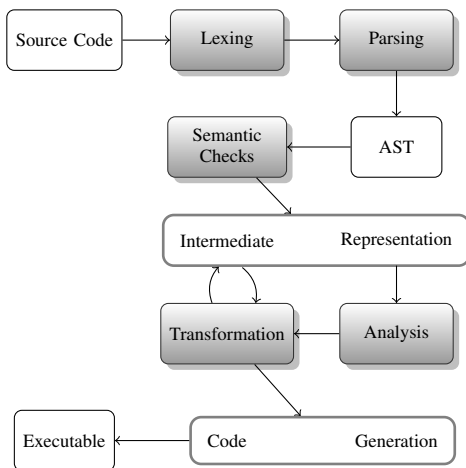 Source Code
Lexing
Parsing
Semantic
Checks
AST
Intermediate Representation
Transformation
Analysis
Executable
Code Generation